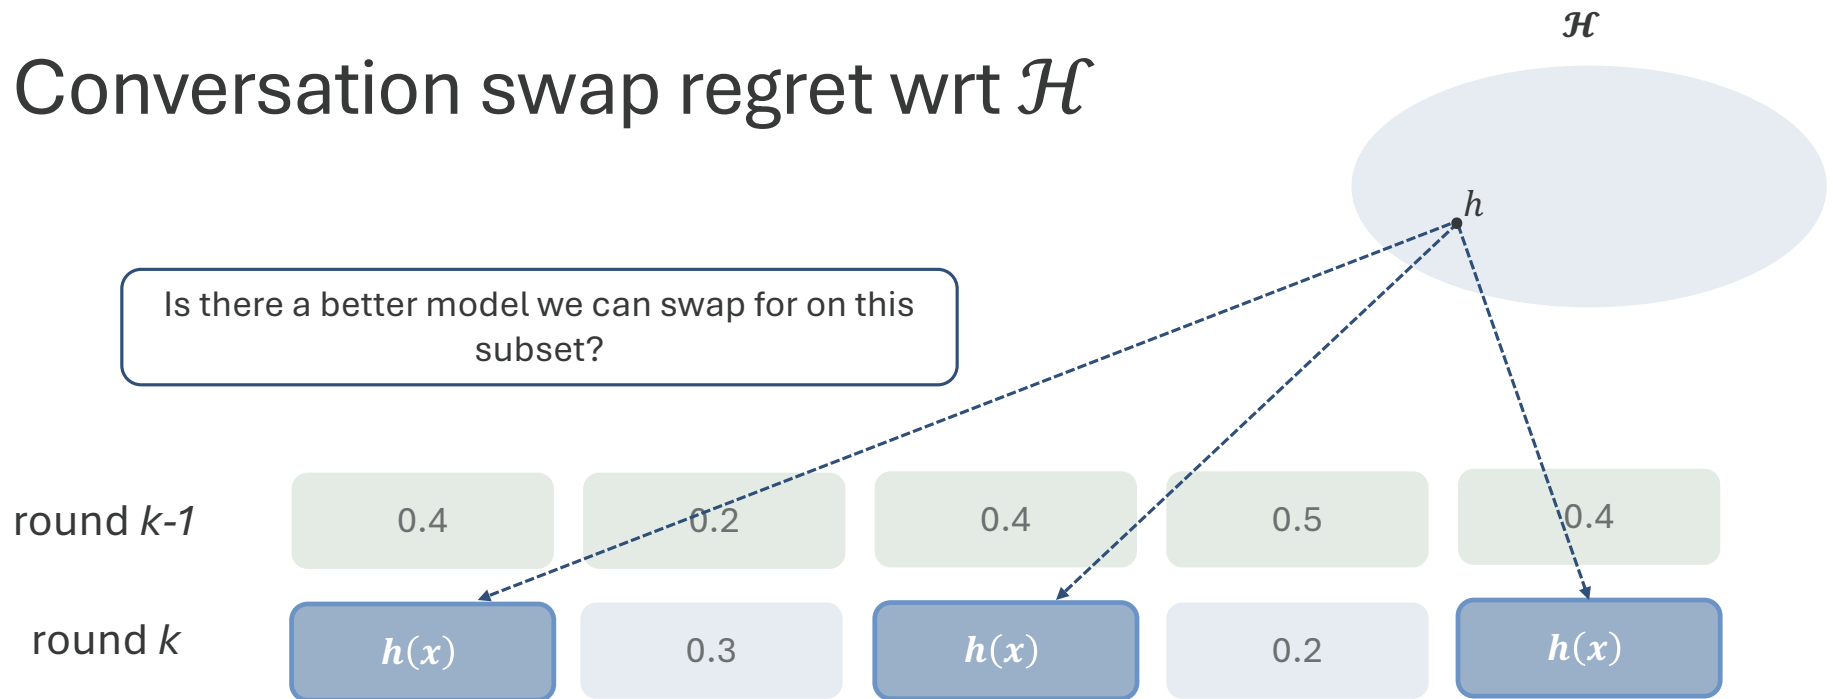 ℋ
Conversation swap regret wrt ℋ
h
Is there a better model we can swap for on this
subset?
round k-1
0.4
0.2
0.4
0.5
0.4
round k
h(x)
0.3
h(x)
0.2
h(x)